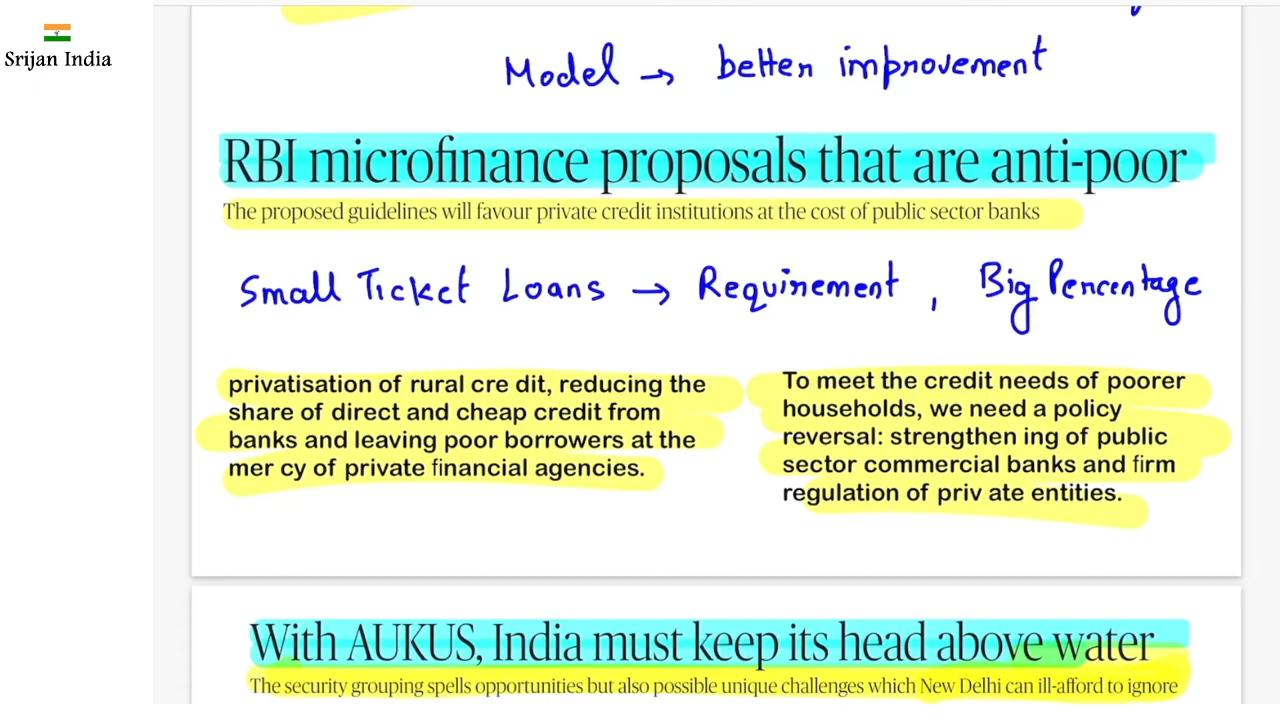 Srijan India
Model → better improvement
RBI microfinance proposals that are anti-poor
The proposed guidelines will favour private credit institutions at the cost of public sector banks
Small Ticket Loans → Requirement, Big Percentage
privatisation of rural cre dit, reducing the
share of direct and cheap credit from
banks and leaving poor borrowers at the
mer cy of private financial agencies.
To meet the credit needs of poorer
households, we need a policy
reversal: strengthen ing of public
sector commercial banks and firm
regulation of priv ate entities.
With AUKUS, India must keep its head above water
The security grouping spells opportunities but also possible unique challenges which New Delhi can ill-afford to ignore